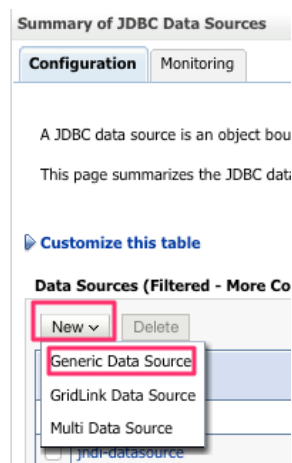 Summary of JDBC Data Sources
Configuration Monitoring
A JDBC data source is an object bou
This page summarizes the JDBC data
Customize this table
Data Sources (Filtered - More Co
New Delete
Generic Data Source
GridLink Data Source
Multi Data Source
jndi-datasource